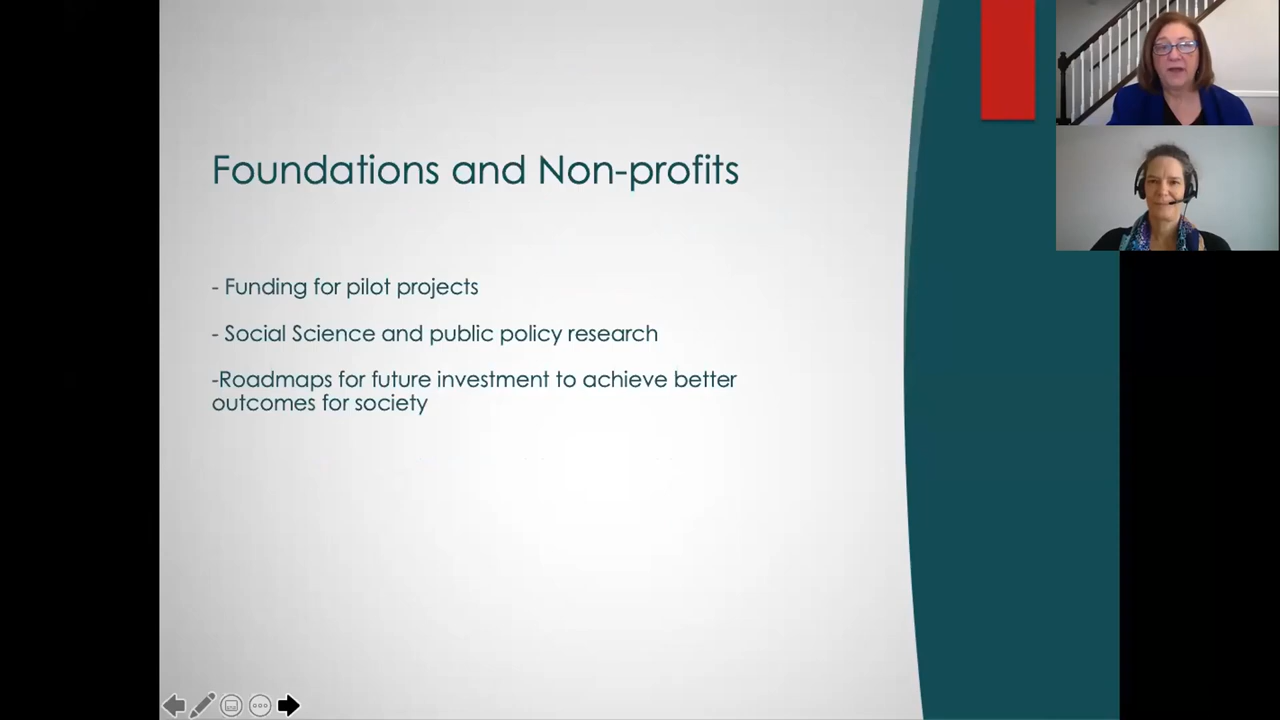 Foundations and Non-profits
- Funding for pilot projects
- Social Science and public policy research
-Roadmaps for future investment to achieve better
outcomes for society